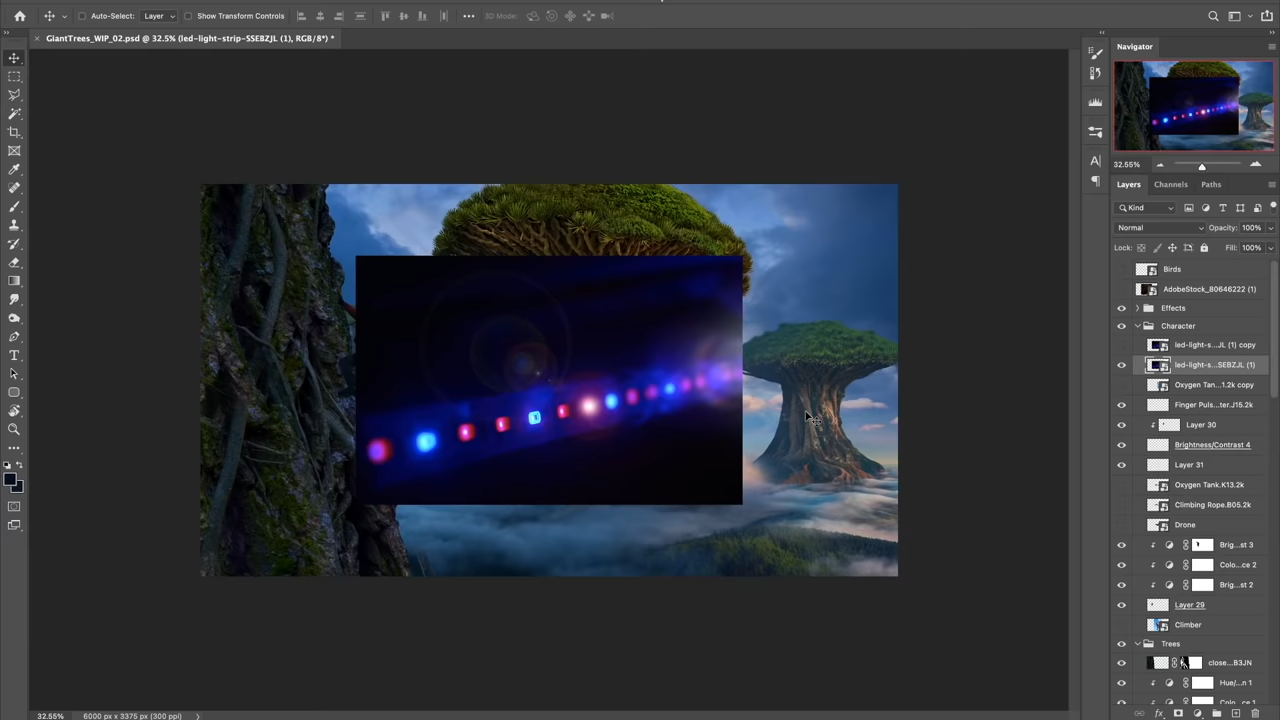 Auto-Select: Layer Show Transform Controls 3D Mode:
GiantTrees_WIP_02.psd @ 32.5% (led-light-strip-SSEBZJL (1), RGB/8*) *
Navigator
32.55%
Layers Channels Paths
Kind
Normal Opacity: 100%
Lock: Fill: 100%
Birds
AdobeStock_80646222 (1)
Effects
Character
led-light-s...JL (1) copy
led-light-s...SEBZJL (1)
Oxygen Tan...1.2k copy
Finger Puls...ter.J15.2k
Layer 30
Brightness/Contrast 4
Layer 31
Oxygen Tank.K13.2k
Climbing Rope.B05.2k
Drone
Brig...st 3
Colo...ce 2
Brig...st 2
Layer 29
Climber
Trees
close...B3JN
Hue/...n 1
Colo...ce 1
32.55% 6000 px x 3375 px (300 ppi)